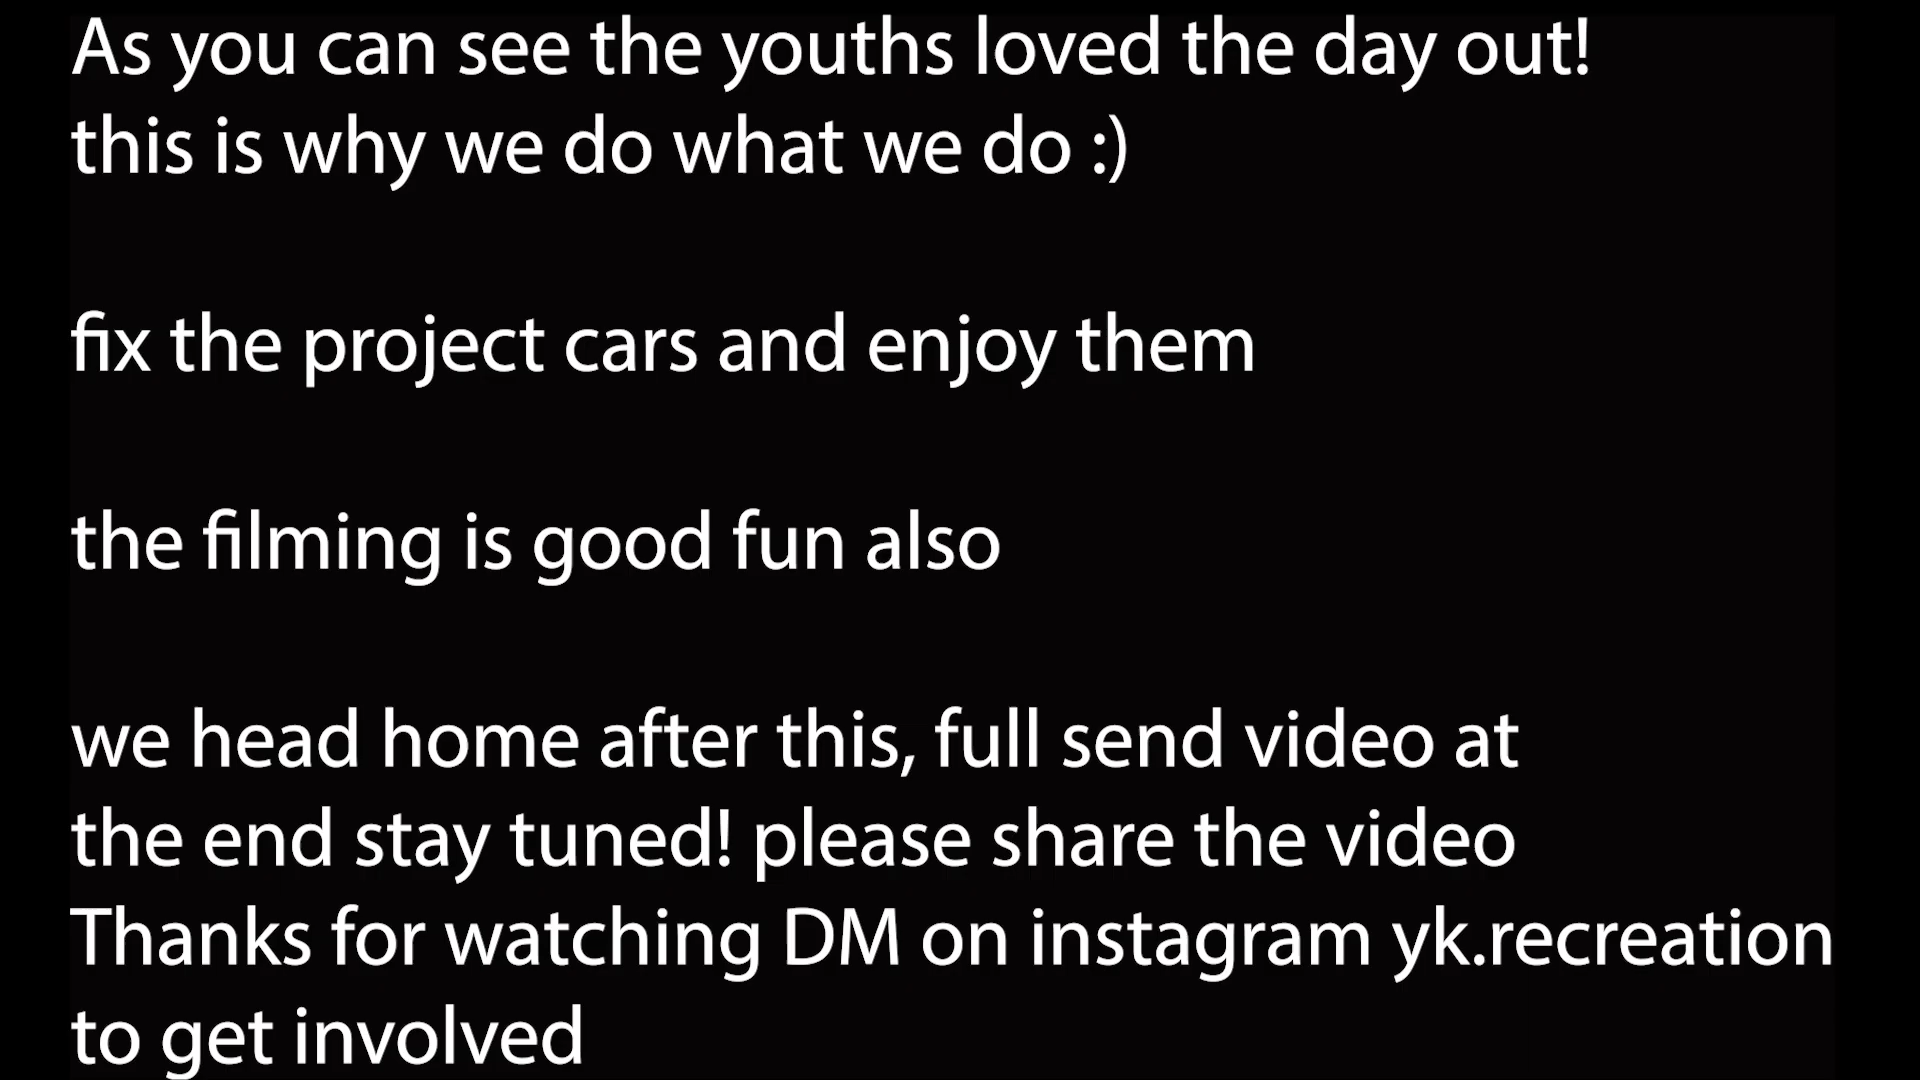 As you can see the youths loved the day out!
this is why we do what we do :)
fix the project cars and enjoy them
the filming is good fun also
we head home after this, full send video at
the end stay tuned! please share the video
Thanks for watching DM on instagram yk.recreation
to get involved